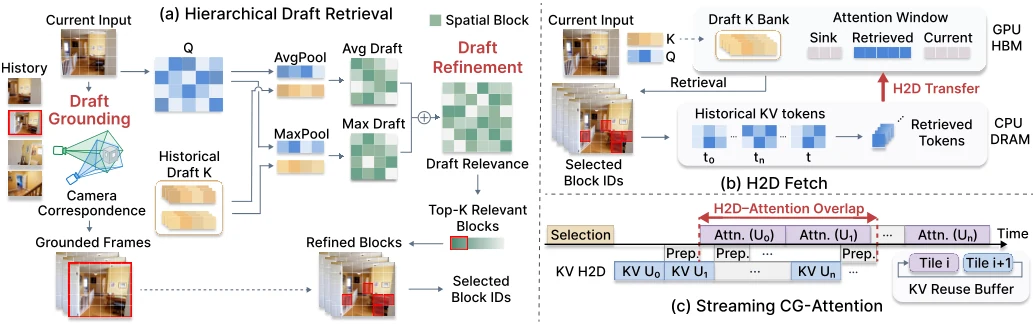 (a) Hierarchical Draft Retrieval
Current Input
History
Draft
Grounding
Camera
Correspondence
Grounded Frames
Q
Historical
Draft K
AvgPool
MaxPool
Avg Draft
Max Draft
Spatial Block
Draft
Refinement
Draft Relevance
Top-K Relevant
Blocks
Refined Blocks
Selected
Block IDs
Current Input
K
Q
Draft K Bank
Attention Window
Sink
Retrieved
Current
GPU
HBM
Retrieval
H2D Transfer
Historical KV tokens
t₀
...
tₙ
...
t
Retrieved
Tokens
CPU
DRAM
Selected
Block IDs
(b) H2D Fetch
H2D–Attention Overlap
Selection
Attn. (U₀)
Attn. (U₁)
...
Attn. (Uₙ)
Time
Prep.
Prep.
...
Prep.
KV H2D
KV U₀
KV U₁
...
KV Uₙ
...
Tile i
Tile i+1
KV Reuse Buffer
(c) Streaming CG-Attention